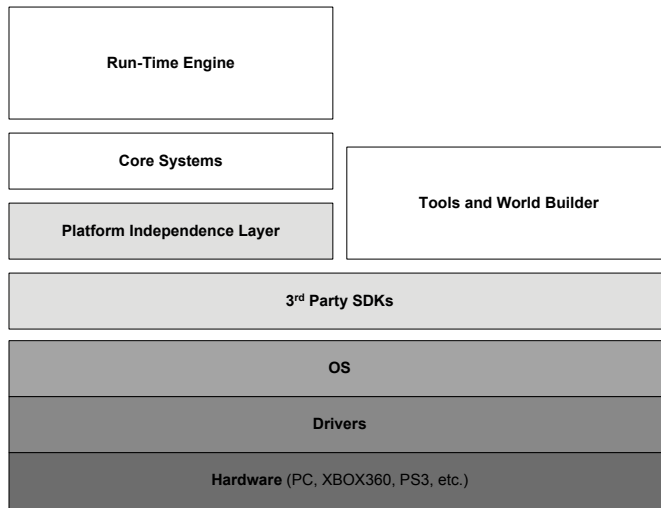 Run-Time Engine
Core Systems
Tools and World Builder
Platform Independence Layer
3rd Party SDKs
OS
Drivers
Hardware (PC, XBOX360, PS3, etc.)